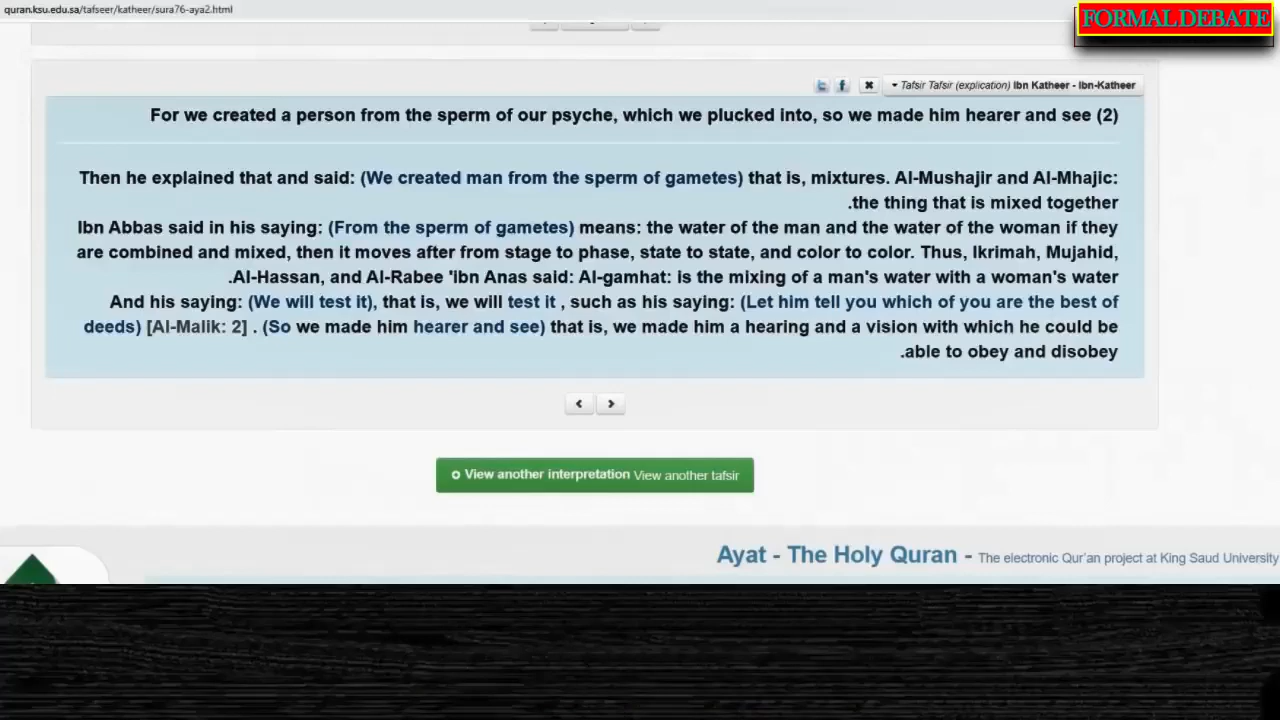 quran.ksu.edu.sa/tafseer/katheer/sura76-aya2.html
FORMAL DEBATE
Tafsir Tafsir (explication) Ibn Katheer - Ibn-Katheer
For we created a person from the sperm of our psyche, which we plucked into, so we made him hearer and see (2)
Then he explained that and said: (We created man from the sperm of gametes) that is, mixtures. Al-Mushajir and Al-Mhajic:
.the thing that is mixed together
Ibn Abbas said in his saying: (From the sperm of gametes) means: the water of the man and the water of the woman if they
are combined and mixed, then it moves after from stage to phase, state to state, and color to color. Thus, Ikrimah, Mujahid,
.Al-Hassan, and Al-Rabee 'ibn Anas said: Al-gamhat: is the mixing of a man's water with a woman's water
And his saying: (We will test it), that is, we will test it , such as his saying: (Let him tell you which of you are the best of
deeds) [Al-Malik: 2] . (So we made him hearer and see) that is, we made him a hearing and a vision with which he could be
.able to obey and disobey
View another interpretation View another tafsir
Ayat - The Holy Quran - The electronic Qur'an project at King Saud University